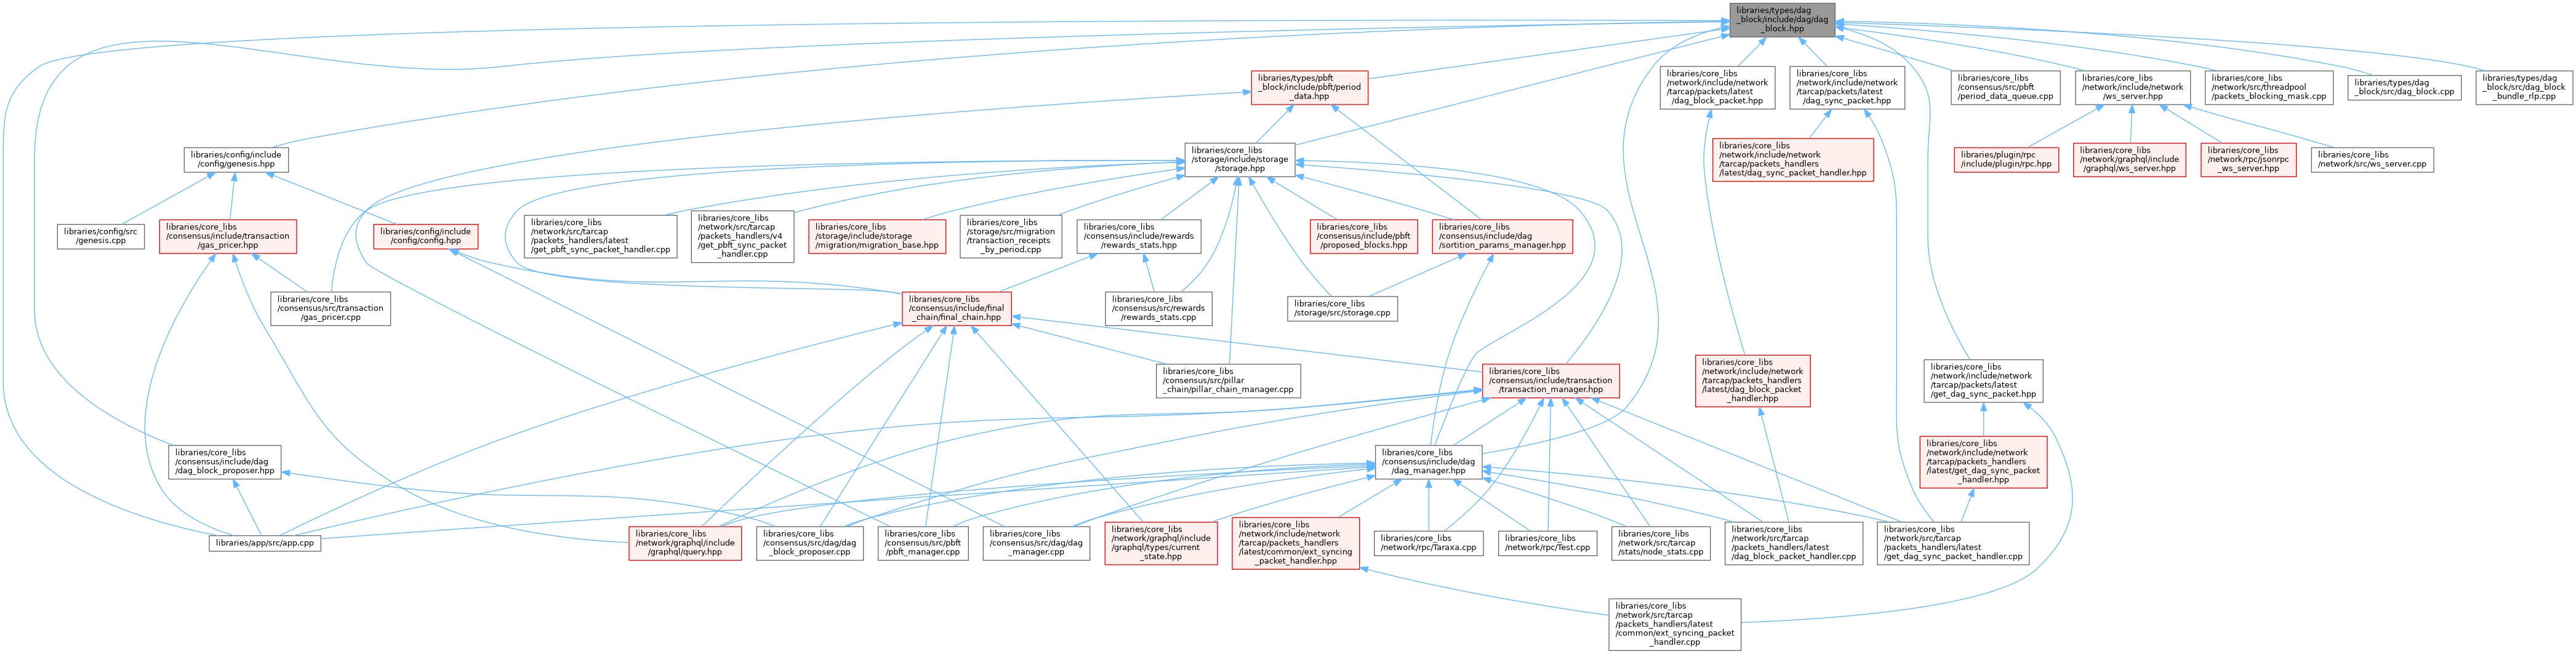 libraries/types/dag
_block/include/dag/dag
_block.hpp
libraries/types/pbft
_block/include/pbft/period
_data.hpp
libraries/core_libs
/network/include/network
/tarcap/packets/latest
/dag_block_packet.hpp
libraries/core_libs
/network/include/network
/tarcap/packets/latest
/dag_sync_packet.hpp
libraries/core_libs
/consensus/src/pbft
/period_data_queue.cpp
libraries/core_libs
/network/include/network
/ws_server.hpp
libraries/core_libs
/network/src/threadpool
/packets_blocking_mask.cpp
libraries/types/dag
_block/src/dag_block.cpp
libraries/types/dag
_block/src/dag_block
_bundle_rlp.cpp
libraries/config/include
/config/genesis.hpp
libraries/core_libs
/storage/include/storage
/storage.hpp
libraries/core_libs
/network/include/network
/tarcap/packets_handlers
/latest/dag_sync_packet_handler.hpp
libraries/plugin/rpc
/include/plugin/rpc.hpp
libraries/core_libs
/network/graphql/include
/graphql/ws_server.hpp
libraries/core_libs
/network/rpc/jsonrpc
_ws_server.hpp
libraries/core_libs
/network/src/ws_server.cpp
libraries/config/src
/genesis.cpp
libraries/core_libs
/consensus/include/transaction
/gas_pricer.hpp
libraries/config/include
/config/config.hpp
libraries/core_libs
/network/src/tarcap
/packets_handlers/latest
/get_pbft_sync_packet_handler.cpp
libraries/core_libs
/network/src/tarcap
/packets_handlers/v4
/get_pbft_sync_packet
_handler.cpp
libraries/core_libs
/storage/include/storage
/migration/migration_base.hpp
libraries/core_libs
/storage/src/migration
/transaction_receipts
_by_period.cpp
libraries/core_libs
/consensus/include/rewards
/rewards_stats.hpp
libraries/core_libs
/consensus/include/pbft
/proposed_blocks.hpp
libraries/core_libs
/consensus/include/dag
/sortition_params_manager.hpp
libraries/core_libs
/consensus/src/transaction
/gas_pricer.cpp
libraries/core_libs
/consensus/include/final
_chain/final_chain.hpp
libraries/core_libs
/consensus/src/rewards
/rewards_stats.cpp
libraries/core_libs
/storage/src/storage.cpp
libraries/core_libs
/consensus/src/pillar
_chain/pillar_chain_manager.cpp
libraries/core_libs
/consensus/include/transaction
/transaction_manager.hpp
libraries/core_libs
/network/include/network
/tarcap/packets_handlers
/latest/dag_block_packet
_handler.hpp
libraries/core_libs
/network/include/network
/tarcap/packets/latest
/get_dag_sync_packet.hpp
libraries/core_libs
/consensus/include/dag
/dag_block_proposer.hpp
libraries/core_libs
/consensus/include/dag
/dag_manager.hpp
libraries/core_libs
/network/include/network
/tarcap/packets_handlers
/latest/get_dag_sync_packet
_handler.hpp
libraries/app/src/app.cpp
libraries/core_libs
/network/graphql/include
/graphql/query.hpp
libraries/core_libs
/consensus/src/dag/dag
_block_proposer.cpp
libraries/core_libs
/consensus/src/pbft
/pbft_manager.cpp
libraries/core_libs
/consensus/src/dag/dag
_manager.cpp
libraries/core_libs
/network/graphql/include
/graphql/types/current
_state.hpp
libraries/core_libs
/network/include/network
/tarcap/packets_handlers
/latest/common/ext_syncing
_packet_handler.hpp
libraries/core_libs
/network/rpc/Taraxa.cpp
libraries/core_libs
/network/rpc/Test.cpp
libraries/core_libs
/network/src/tarcap
/stats/node_stats.cpp
libraries/core_libs
/network/src/tarcap
/packets_handlers/latest
/dag_block_packet_handler.cpp
libraries/core_libs
/network/src/tarcap
/packets_handlers/latest
/get_dag_sync_packet_handler.cpp
libraries/core_libs
/network/src/tarcap
/packets_handlers/latest
/common/ext_syncing_packet
_handler.cpp